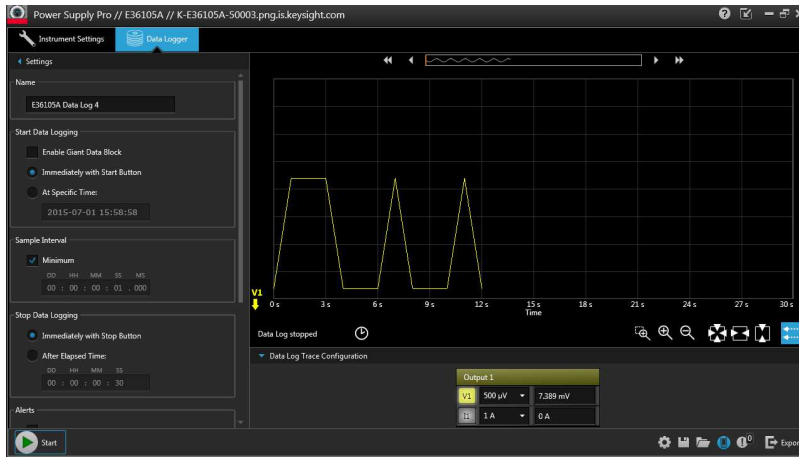 Power Supply Pro // E36105A // K-E36105A-50003.png.is.keysight.com
Instrument Settings
Data Logger
Settings
Name
E36105A Data Log 4
Start Data Logging
Enable Giant Data Block
Immediately with Start Button
At Specific Time:
2015-07-01 15:58:58
Sample Interval
Minimum
DD HH MM SS MS
00 : 00 : 00 : 01 . 000
Stop Data Logging
Immediately with Stop Button
After Elapsed Time:
DD HH MM SS
00 : 00 : 00 : 30
Alerts
Start
V1
0 s 3 s 6 s 9 s 12 s 15 s 18 s 21 s 24 s 27 s 30 s
Time
Data Log stopped
Data Log Trace Configuration
Output 1
V1 500 µV 7.389 mV
I1 1 A 0 A
0
Export